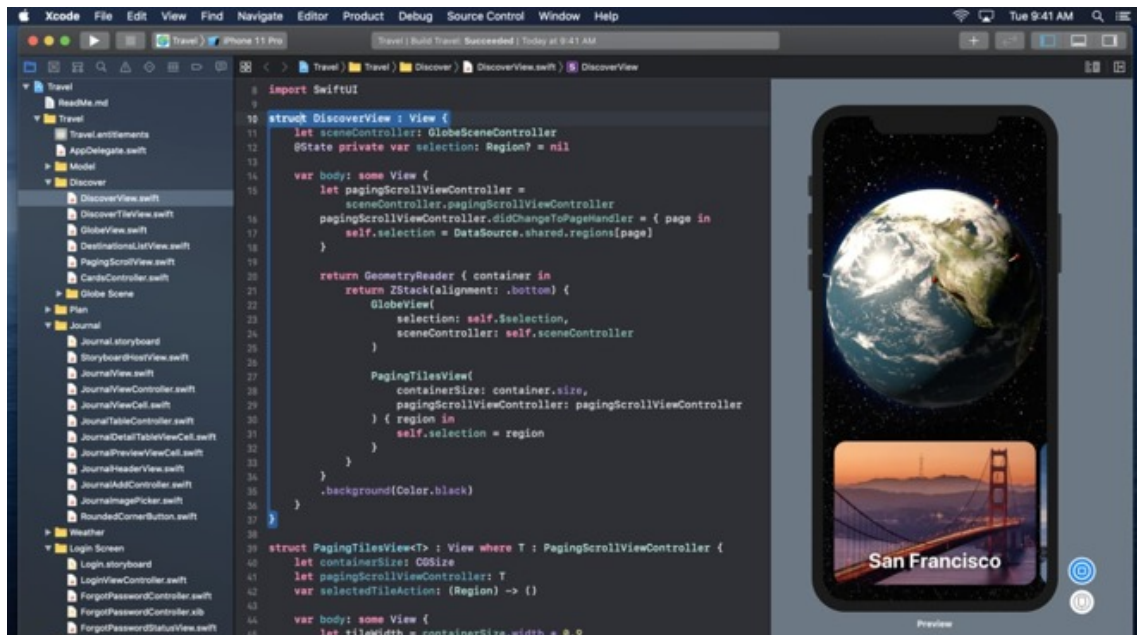 Xcode File Edit View Find Navigate Editor Product Debug Source Control Window Help
Tue 9:41 AM
Travel iPhone 11 Pro
Travel | Build Travel: Succeeded | Today at 9:41 AM
Travel Travel Discover DiscoverView.swift DiscoverView
Travel
ReadMe.md
Travel
Travel.entitlements
AppDelegate.swift
Model
Discover
DiscoverView.swift
DiscoverTileView.swift
GlobeView.swift
DestinationsListView.swift
PagingScrollView.swift
CardsController.swift
Globe Scene
Plan
Journal
Journal.storyboard
StoryboardHostView.swift
JournalView.swift
JournalViewController.swift
JournalViewCell.swift
JounalTableController.swift
JournalDetailTableViewCell.swift
JournalPreviewViewCell.swift
JournalHeaderView.swift
JournalAddController.swift
JournalImagePicker.swift
RoundedCornerButton.swift
Weather
Login Screen
Login.storyboard
LoginViewController.swift
ForgotPasswordController.swift
ForgotPasswordController.xib
ForgotPasswordStatusView.swift
8 import SwiftUI
9
10 struct DiscoverView : View {
11 let sceneController: GlobeSceneController
12 @State private var selection: Region? = nil
13
14 var body: some View {
15 let pagingScrollViewController =
sceneController.pagingScrollViewController
16 pagingScrollViewController.didChangeToPageHandler = { page in
17 self.selection = DataSource.shared.regions[page]
18 }
19
20 return GeometryReader { container in
21 return ZStack(alignment: .bottom) {
22 GlobeView(
23 selection: self.$selection,
24 sceneController: self.sceneController
25 )
26
27 PagingTilesView(
28 containerSize: container.size,
29 pagingScrollViewController: pagingScrollViewController
30 ) { region in
31 self.selection = region
32 }
33 }
34 }
35 .background(Color.black)
36 }
37 }
38
39 struct PagingTilesView<T> : View where T : PagingScrollViewController {
40 let containerSize: CGSize
41 let pagingScrollViewController: T
42 var selectedTileAction: (Region) -> ()
43
44 var body: some View {
45 let tileWidth = containerSize.width * 0.9
San Francisco
Preview